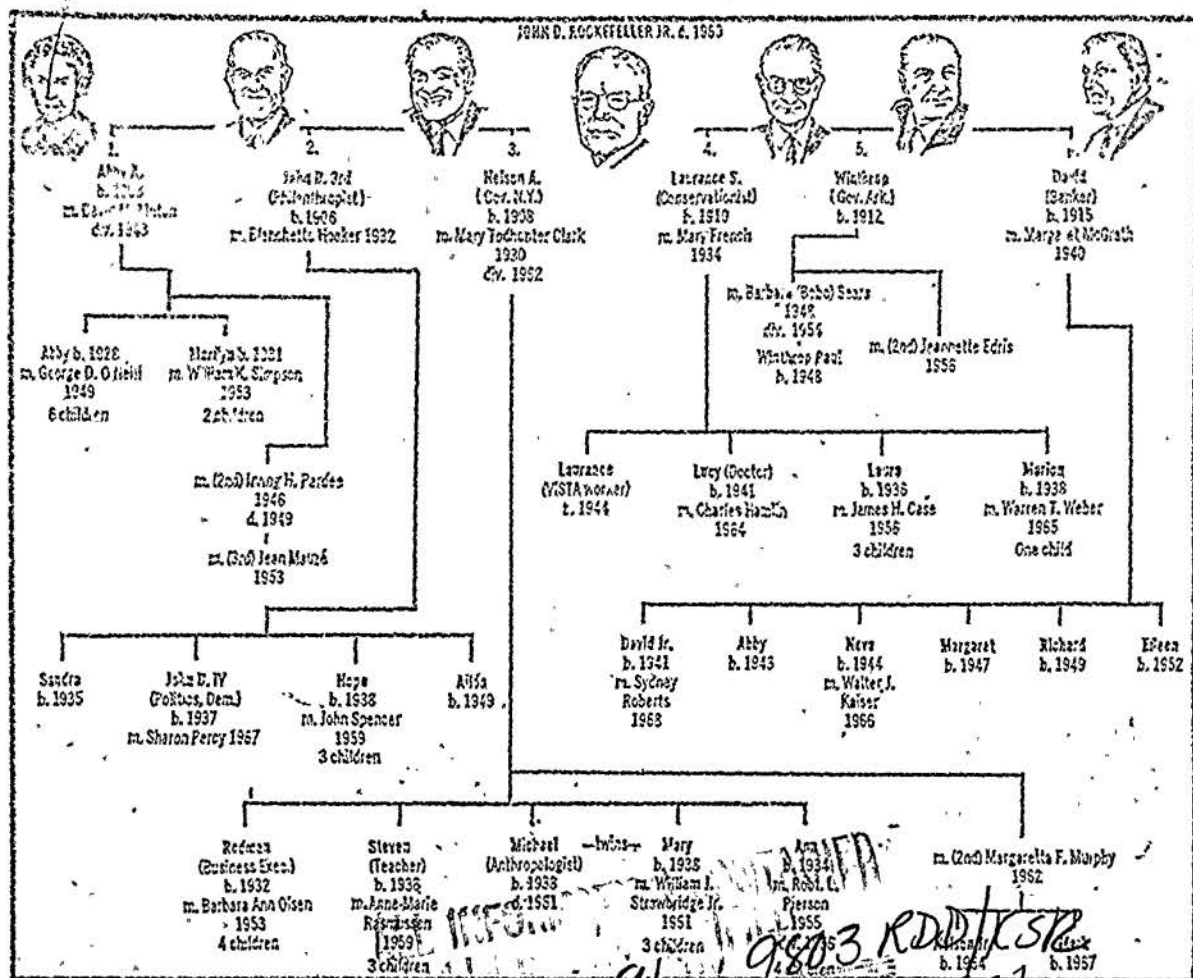 JOHN D. ROCKEFELLER JR. d. 1960
1.
Abby R.
b. 1903
m. David M. Milton
div. 1943
2.
John D. 3rd
(Philanthropist)
b. 1906
m. Blanchette Hooker 1932
3.
Nelson A.
(Gov. N.Y.)
b. 1908
m. Mary Todhunter Clark
1930
div. 1962
4.
Laurance S.
(Conservationist)
b. 1910
m. Mary French
1934
5.
Winthrop
(Gov. Ark.)
b. 1912
David
(Banker)
b. 1915
m. Margaret McGrath
1940
Abby b. 1928
m. George D. O'Neill
1949
6 children
Marilyn b. 1931
m. William K. Simpson
1953
2 children
m. (2nd) Irving H. Pardee
1946
d. 1949
m. (3rd) Jean Mauzé
1953
m. Barbara (Bobo) Sears
1948
div. 1954
Winthrop Paul
b. 1948
m. (2nd) Jeannette Edris
1956
Laurance
(VISTA worker)
b. 1944
Lucy (Doctor)
b. 1941
m. Charles Hamlin
1964
Laura
b. 1936
m. James H. Case
1956
3 children
Marion
b. 1938
m. Warren T. Weber
1965
One child
Sandra
b. 1935
John D. IV
(Politics, Dem.)
b. 1937
m. Sharon Percy 1967
Hope
b. 1938
m. John Spencer
1959
3 children
Alida
b. 1949
David Jr.
b. 1941
m. Sydney
Roberts
1968
Abby
b. 1943
Neva
b. 1944
m. Walter J.
Kaiser
1966
Margaret
b. 1947
Richard
b. 1949
Eileen
b. 1952
Rodman
(Business Exec.)
b. 1932
m. Barbara Ann Olsen
1953
4 children
Steven
(Teacher)
b. 1936
m. Anne-Marie
Rasmussen
1959
3 children
Michael
(Anthropologist)
b. 1938
d. 1961
—twins—
Mary
b. 1938
m. William J.
Strawbridge Jr.
1961
3 children
Ann
b. 1934
m. Robt. L.
Pierson
1955
4 children
m. (2nd) Margaretta F. Murphy
1962
b. 1964
b. 1967
9803 RDD/KSR